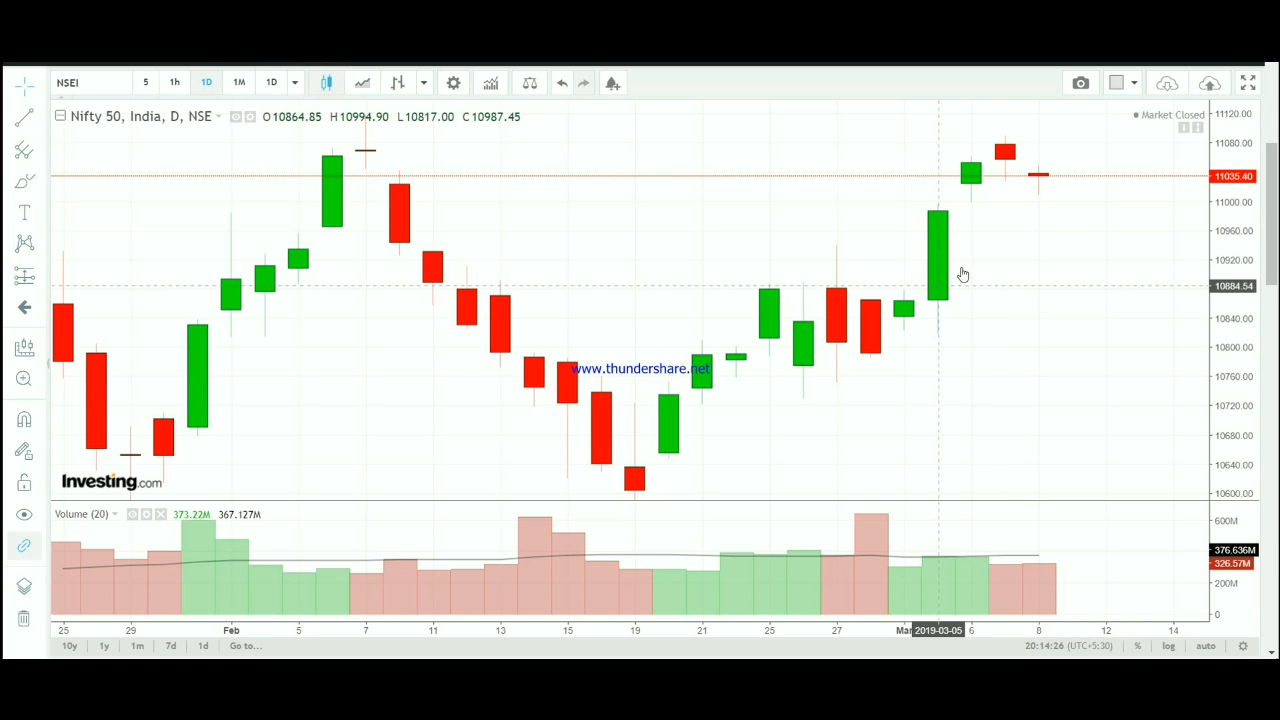 NSEI 5 1h 1D 1M 1D
Nifty 50, India, D, NSE O10864.85 H10994.90 L10817.00 C10987.45
Market Closed
11120.00
11080.00
11035.40
11000.00
10960.00
10920.00
10884.54
10840.00
10800.00
10760.00
10720.00
10680.00
10640.00
10600.00
www.thundershare.net
Investing.com
Volume (20) 373.22M 367.127M
600M
376.636M
326.57M
200M
0
25 29 Feb 5 7 11 13 15 19 21 25 27 Mar 2019-03-05 6 8 12 14
10y 1y 1m 7d 1d Go to... 20:14:26 (UTC+5:30) % log auto